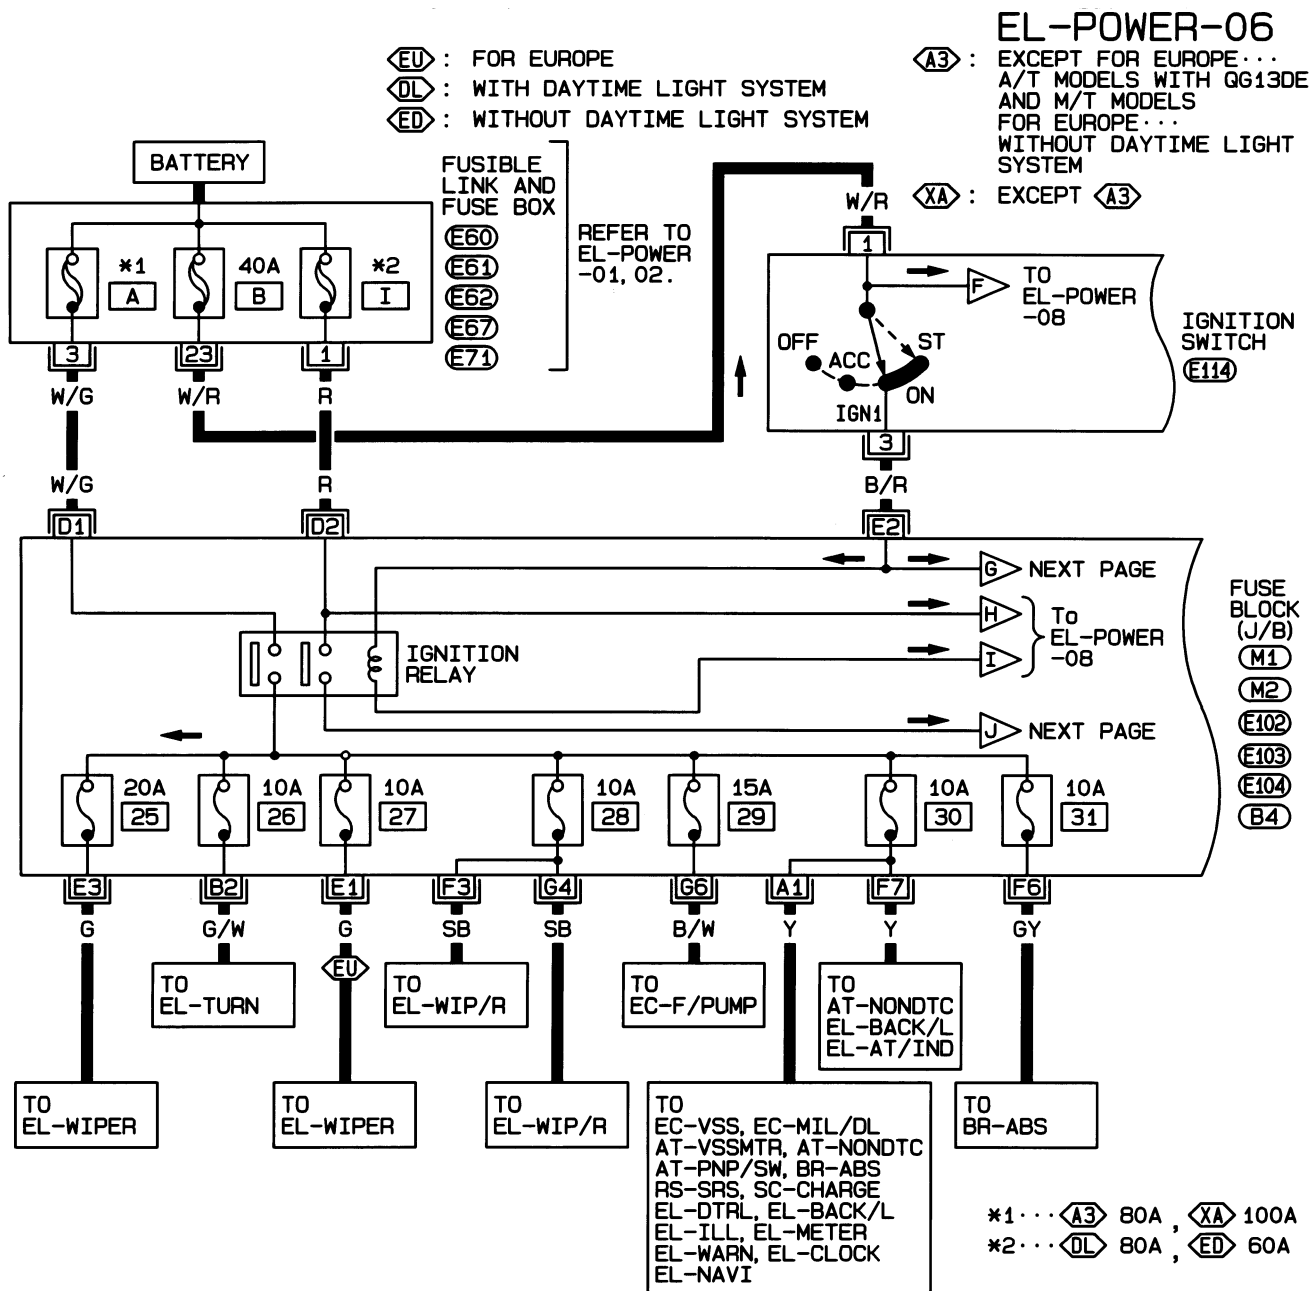 EL-POWER-06
EU : FOR EUROPE
DL : WITH DAYTIME LIGHT SYSTEM
ED : WITHOUT DAYTIME LIGHT SYSTEM
A3 : EXCEPT FOR EUROPE···
A/T MODELS WITH QG13DE
AND M/T MODELS
FOR EUROPE···
WITHOUT DAYTIME LIGHT
SYSTEM
XA : EXCEPT A3
BATTERY
FUSIBLE
LINK AND
FUSE BOX
E60
E61
E62
E67
E71
REFER TO
EL-POWER
-01, 02.
*1
A
40A
B
*2
I
3
23
1
W/G
W/R
R
W/G
R
W/R
1
F
TO
EL-POWER
-08
OFF
ACC
ST
ON
IGN1
IGNITION
SWITCH
E114
3
B/R
D1
D2
E2
G
NEXT PAGE
H
I
To
EL-POWER
-08
J
NEXT PAGE
IGNITION
RELAY
FUSE
BLOCK
(J/B)
M1
M2
E102
E103
E104
B4
20A
25
10A
26
10A
27
10A
28
15A
29
10A
30
10A
31
E3
B2
E1
F3
G4
G6
A1
F7
F6
G
G/W
G
SB
SB
B/W
Y
Y
GY
EU
TO
EL-TURN
TO
EL-WIP/R
TO
EC-F/PUMP
TO
AT-NONDTC
EL-BACK/L
EL-AT/IND
TO
EL-WIPER
TO
EL-WIPER
TO
EL-WIP/R
TO
EC-VSS, EC-MIL/DL
AT-VSSMTR, AT-NONDTC
AT-PNP/SW, BR-ABS
RS-SRS, SC-CHARGE
EL-DTRL, EL-BACK/L
EL-ILL, EL-METER
EL-WARN, EL-CLOCK
EL-NAVI
TO
BR-ABS
*1··· A3 80A , XA 100A
*2··· DL 80A , ED 60A